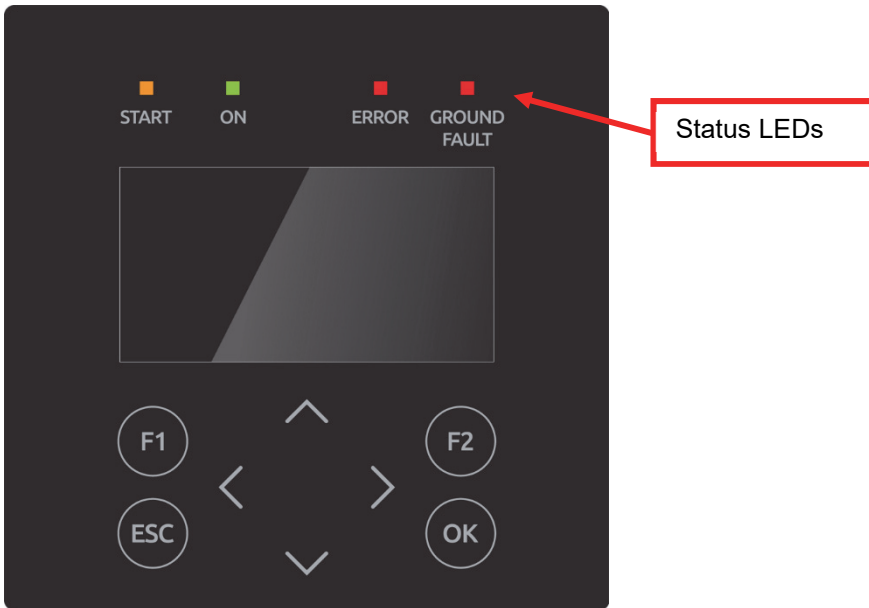 START ON ERROR GROUND
FAULT
Status LEDs
F1 F2
ESC OK